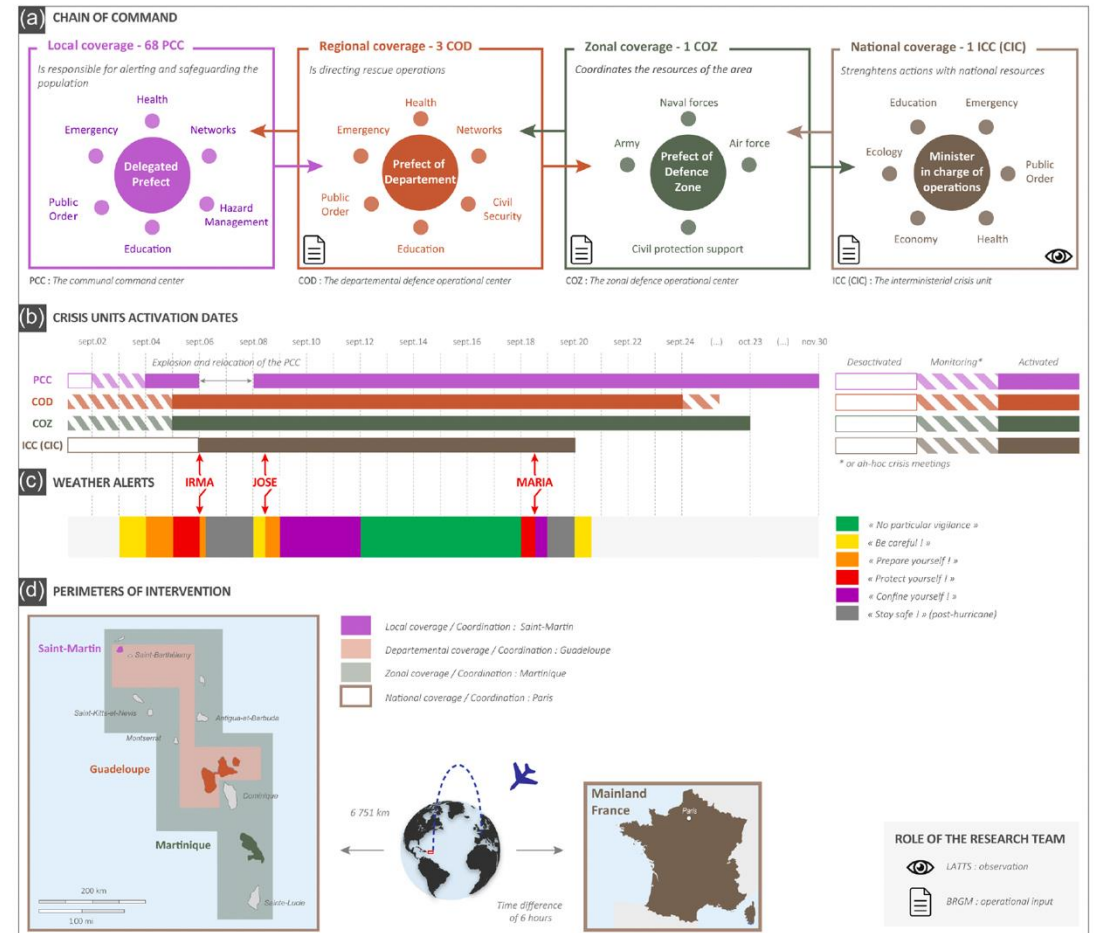 (a) CHAIN OF COMMAND
Local coverage - 68 PCC
Is responsible for alerting and safeguarding the
population
Health
Emergency
Networks
Delegated
Prefect
Public
Order
Hazard
Management
Education
PCC : The communal command center
Regional coverage - 3 COD
Is directing rescue operations
Health
Emergency
Networks
Prefect of
Departement
Public
Order
Civil
Security
Education
COD : The departmental defence operational center
Zonal coverage - 1 COZ
Coordinates the resources of the area
Naval forces
Army
Air force
Prefect of
Defence
Zone
Civil protection support
COZ : The zonal defence operational center
National coverage - 1 ICC (CIC)
Strenghtens actions with national resources
Education
Emergency
Ecology
Minister
in charge of
operations
Public
Order
Economy
Health
ICC (CIC) : The interministerial crisis unit
(b) CRISIS UNITS ACTIVATION DATES
sept.02 sept.04 sept.06 sept.08 sept.10 sept.12 sept.14 sept.16 sept.18 sept.20 sept.22 sept.24 (...) oct.23 (...) nov.30
Explosion and relocation of the PCC
Desactivated Monitoring* Activated
PCC
COD
COZ
ICC (CIC)
* or ah-hoc crisis meetings
(c) WEATHER ALERTS
IRMA JOSE MARIA
« No particular vigilance »
« Be careful ! »
« Prepare yourself ! »
« Protect yourself ! »
« Confine yourself ! »
« Stay safe ! » (post-hurricane)
(d) PERIMETERS OF INTERVENTION
Saint-Martin
Saint-Barthélemy
Saint-Kitts-et-Nevis
Antigua-et-Barbuda
Montserrat
Guadeloupe
Dominique
Martinique
Sainte-Lucie
200 km
100 mi
Local coverage / Coordination : Saint-Martin
Departemental coverage / Coordination : Guadeloupe
Zonal coverage / Coordination : Martinique
National coverage / Coordination : Paris
6 751 km
Time difference
of 6 hours
Mainland
France
Paris
ROLE OF THE RESEARCH TEAM
LATTS : observation
BRGM : operational input